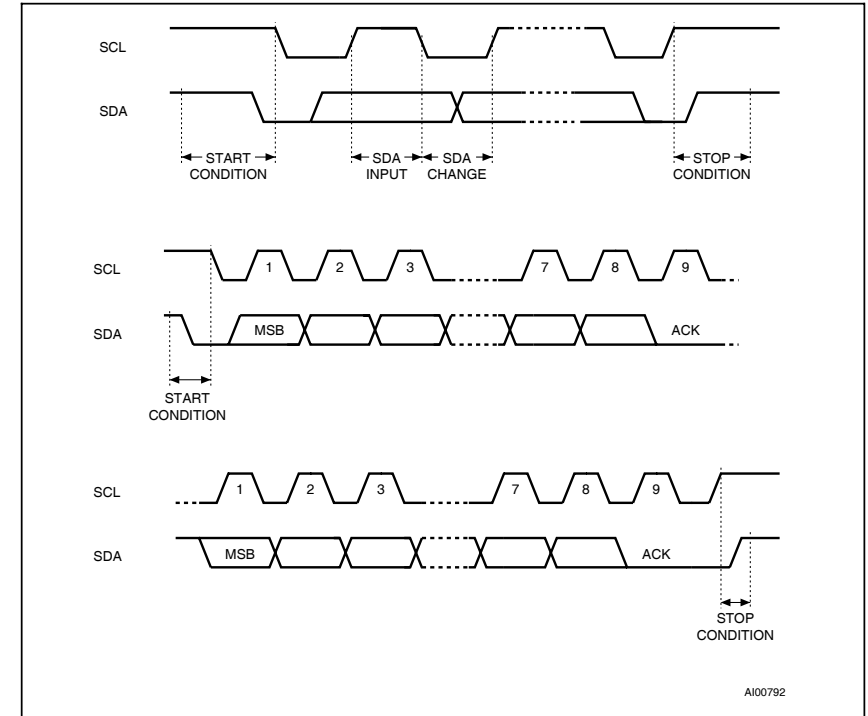 SCL
SDA
START
CONDITION
SDA
INPUT
SDA
CHANGE
STOP
CONDITION
SCL
1 2 3 7 8 9
SDA
MSB ACK
START
CONDITION
SCL
1 2 3 7 8 9
SDA
MSB ACK
STOP
CONDITION
AI00792